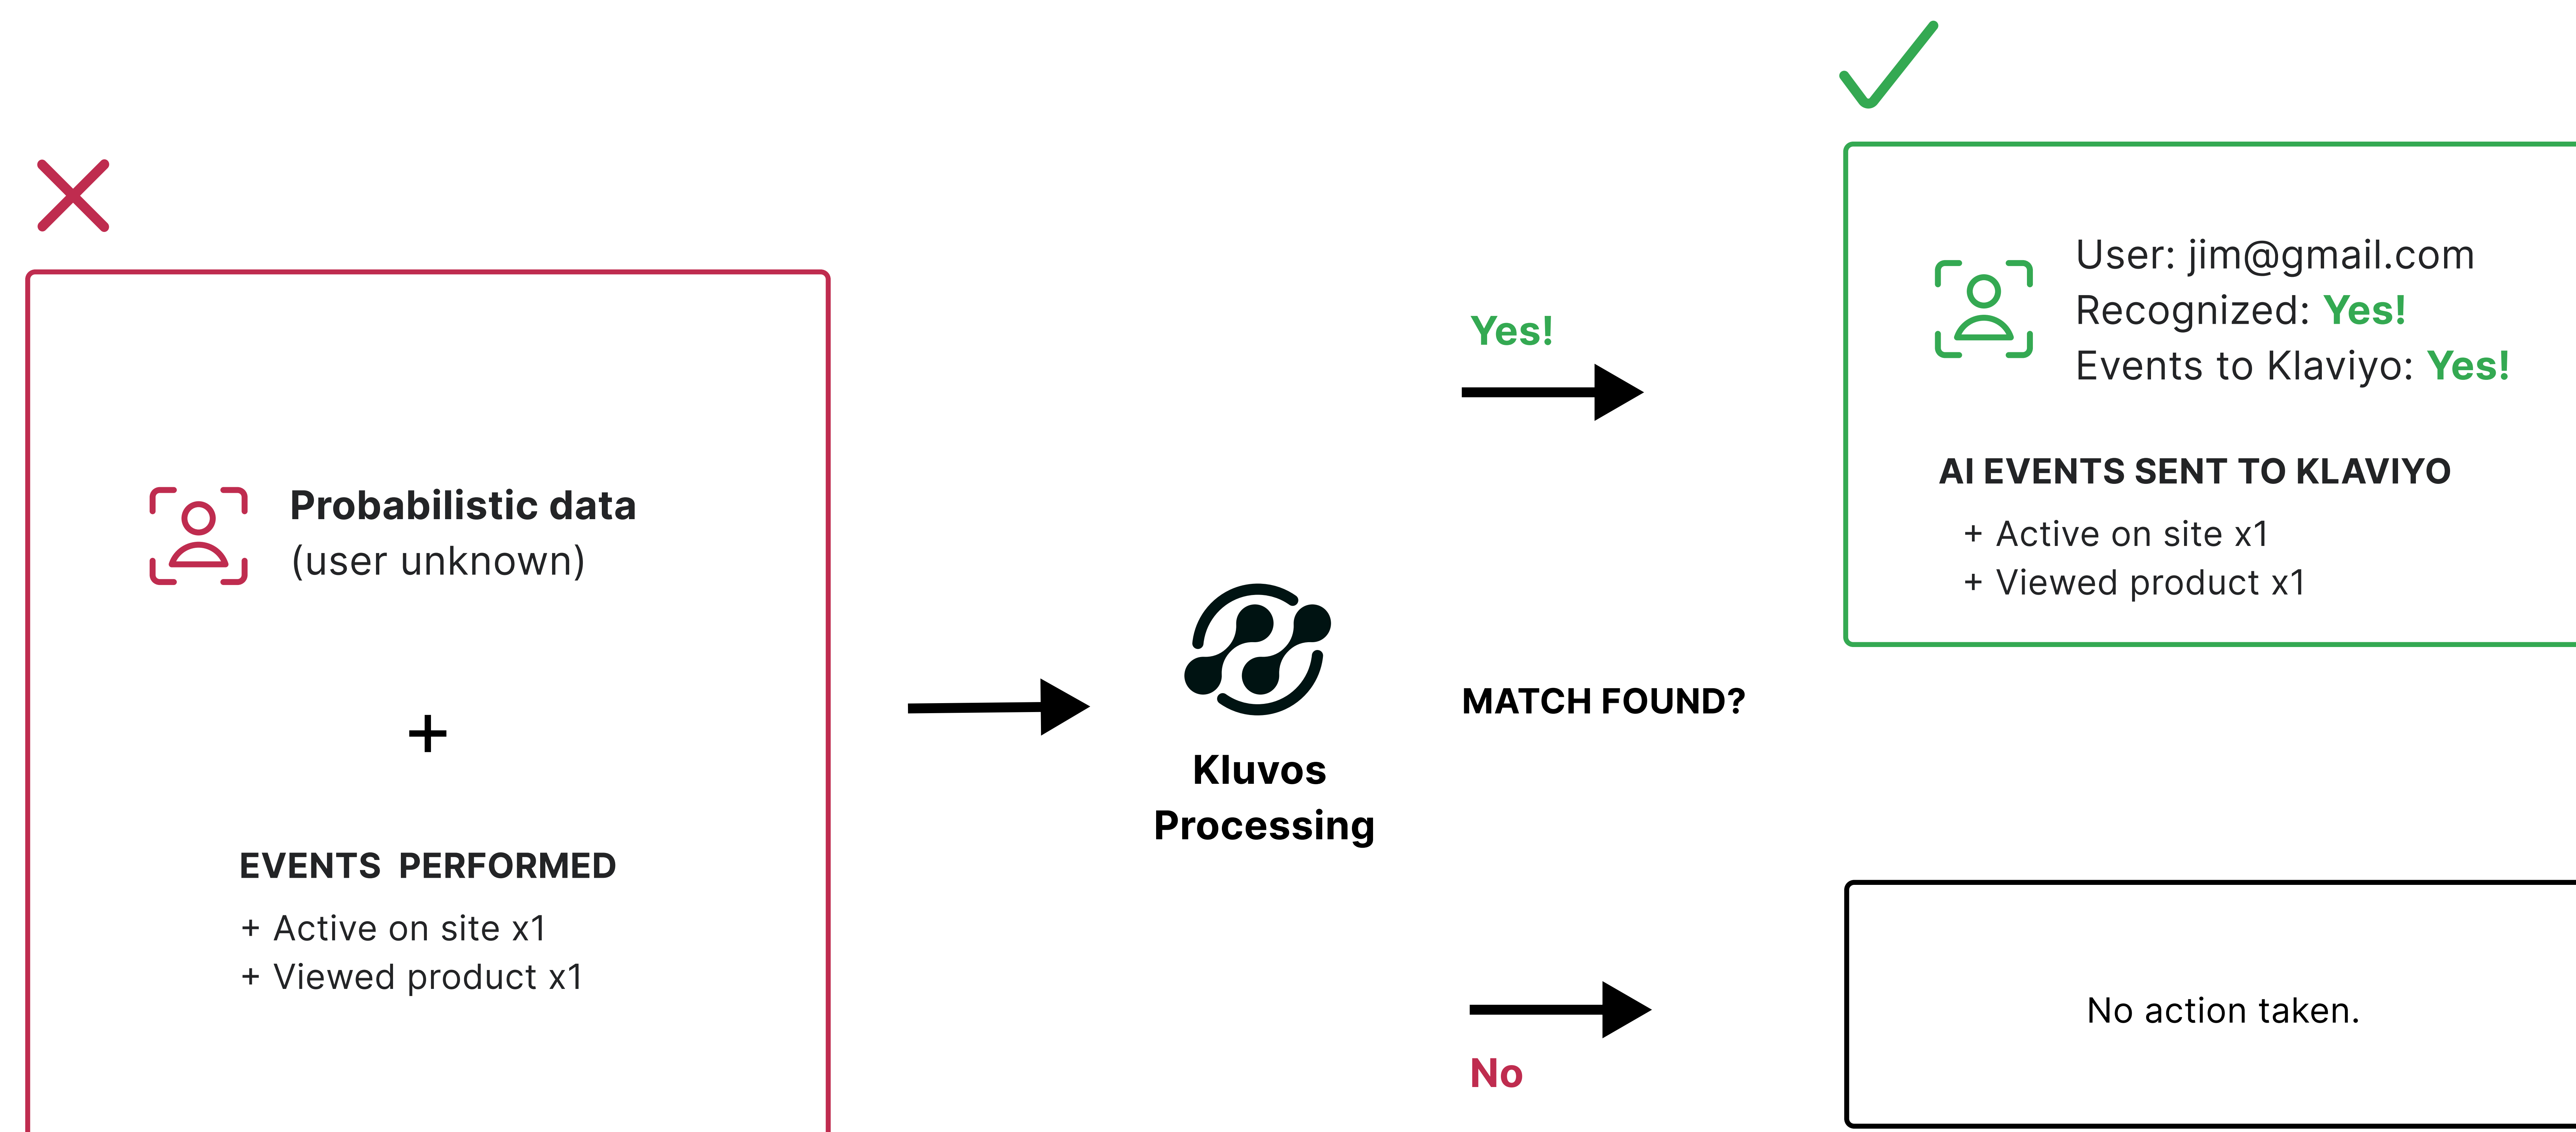 Probabilistic data
(user unknown)
+
EVENTS PERFORMED
+ Active on site x1
+ Viewed product x1
Kluvos
Processing
Yes!
MATCH FOUND?
No
User: jim@gmail.com
Recognized: Yes!
Events to Klaviyo: Yes!
AI EVENTS SENT TO KLAVIYO
+ Active on site x1
+ Viewed product x1
No action taken.